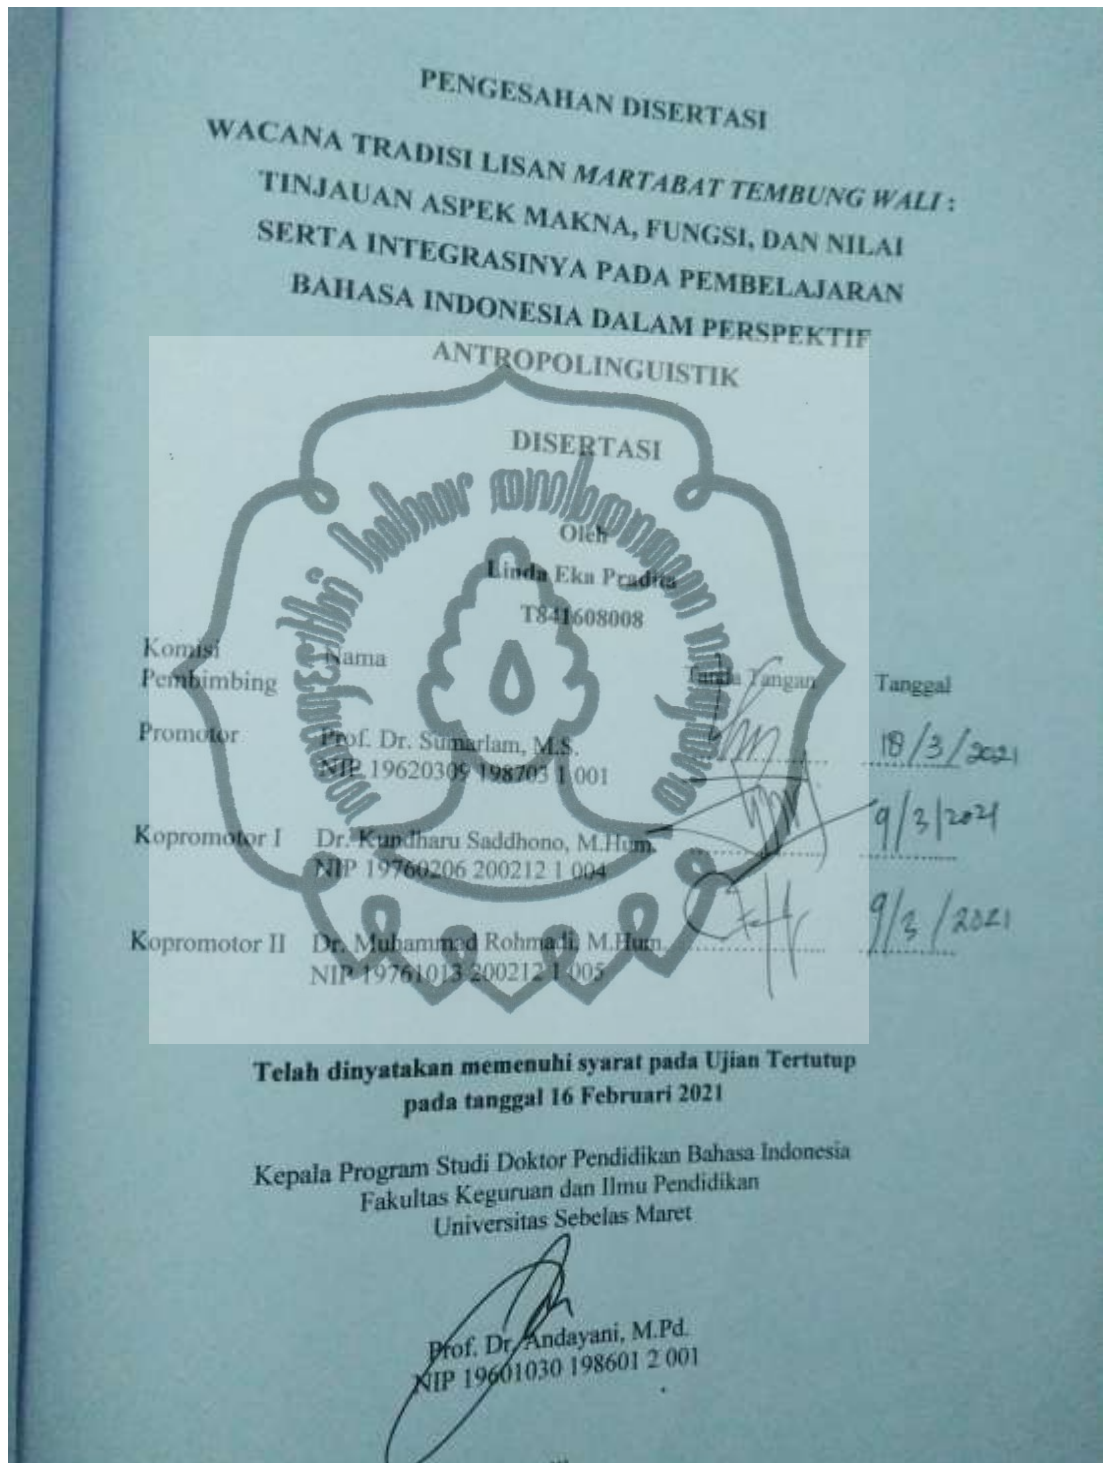 PENGESAHAN DISERTASI
WACANA TRADISI LISAN MARTABAT TEMBUNG WALI :
TINJAUAN ASPEK MAKNA, FUNGSI, DAN NILAI
SERTA INTEGRASINYA PADA PEMBELAJARAN
BAHASA INDONESIA DALAM PERSPEKTIF
ANTROPOLINGUISTIK
DISERTASI
Oleh
Linda Eka Pradita
T841608008
Komisi Pembimbing Nama Tanda Tangan Tanggal
Promotor Prof. Dr. Sumarlam, M.S. 18/3/2021
NIP 19620309 198703 1 001
Kopromotor I Dr. Kundharu Saddhono, M.Hum. 9/3/2021
NIP 19760206 200212 1 004
Kopromotor II Dr. Muhammad Rohmadi, M.Hum. 9/3/2021
NIP 19761013 200212 1 005
Telah dinyatakan memenuhi syarat pada Ujian Tertutup
pada tanggal 16 Februari 2021
Kepala Program Studi Doktor Pendidikan Bahasa Indonesia
Fakultas Keguruan dan Ilmu Pendidikan
Universitas Sebelas Maret
Prof. Dr. Andayani, M.Pd.
NIP 19601030 198601 2 001